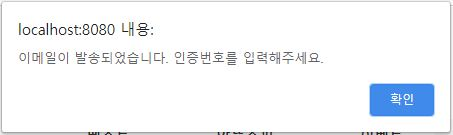 localhost:8080 내용:
이메일이 발송되었습니다. 인증번호를 입력해주세요.
확인